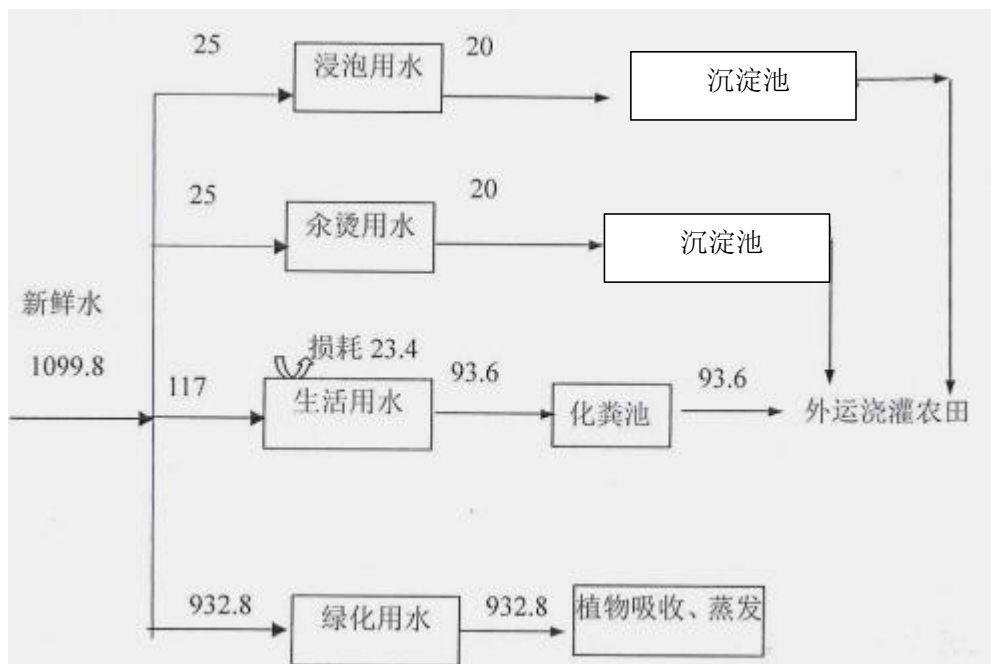 25
浸泡用水
20
沉淀池
25
汆烫用水
20
沉淀池
新鲜水
1099.8
损耗 23.4
117
生活用水
93.6
化粪池
93.6
外运浇灌农田
932.8
绿化用水
932.8
植物吸收、蒸发